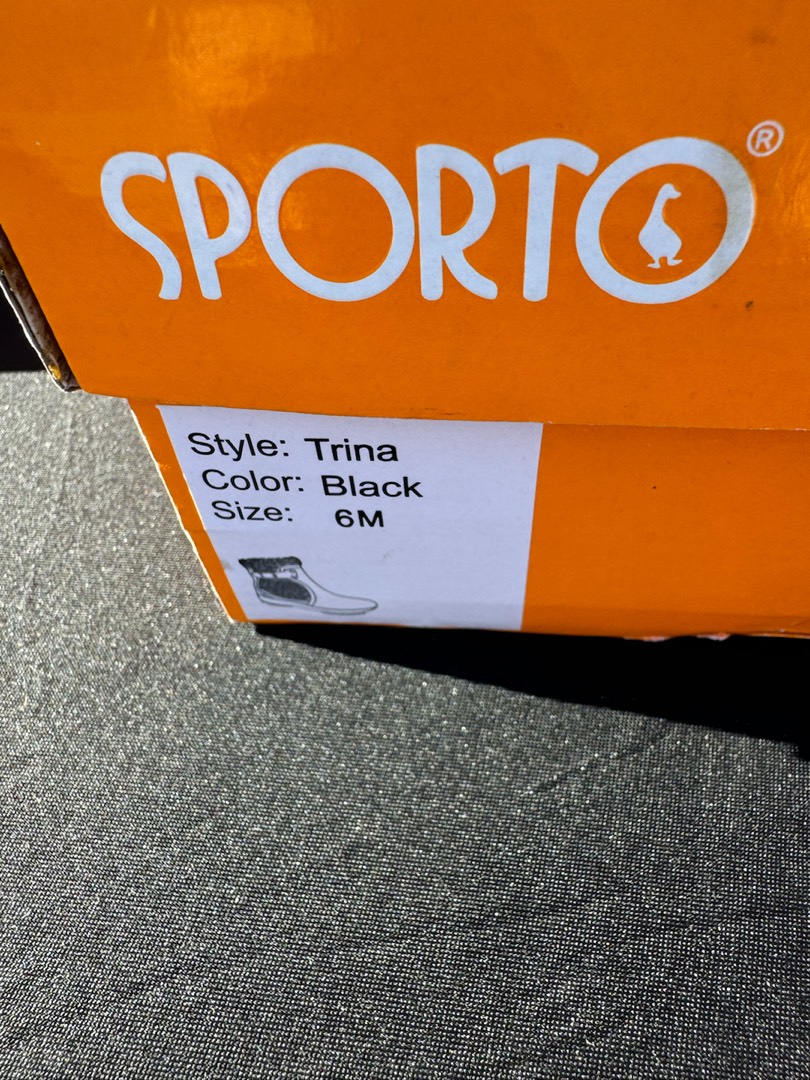 SPORTO®
Style: Trina
Color: Black
Size: 6M